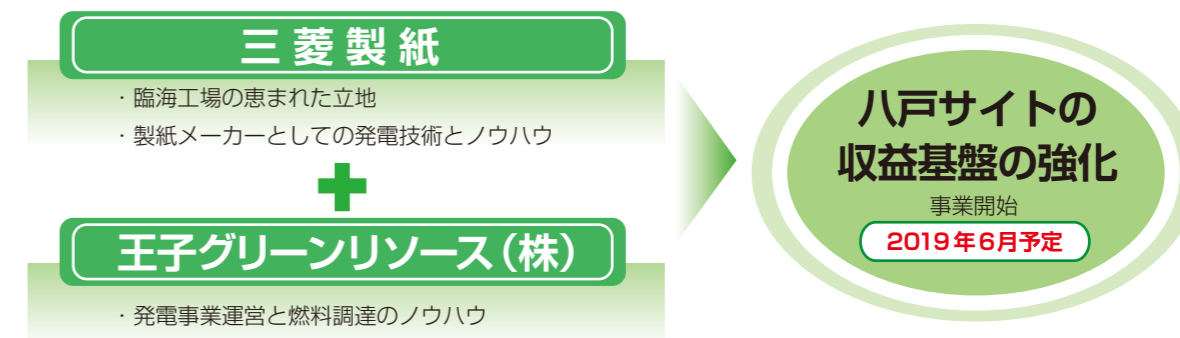 三菱製紙
・臨海工場の恵まれた立地
・製紙メーカーとしての発電技術とノウハウ
王子グリーンリソース（株）
・発電事業運営と燃料調達のノウハウ
八戸サイトの
収益基盤の強化
事業開始
2019年6月予定